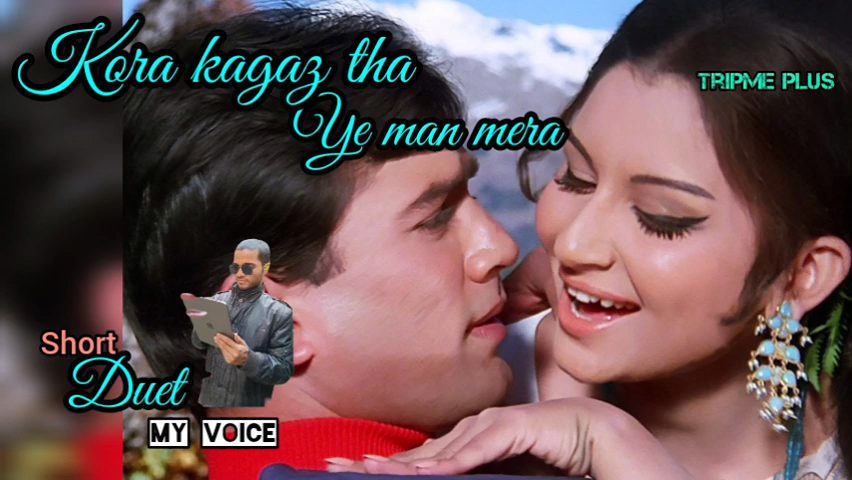 Kora kagaz tha
Ye man mera
TRIPME PLUS
Short
Duet
MY VOICE